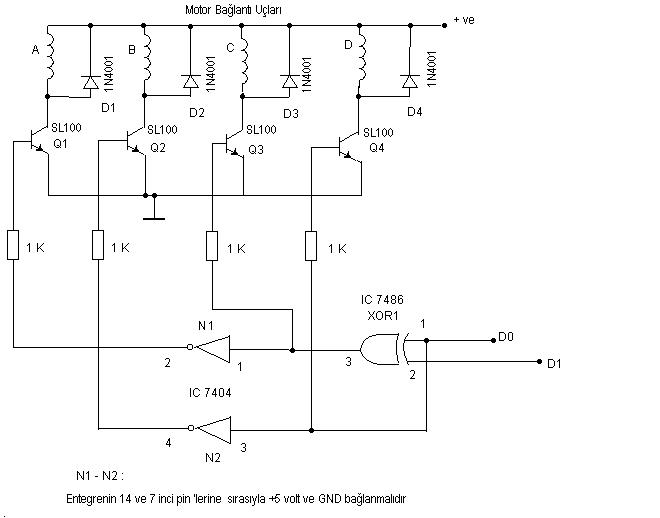 Motor Bağlantı Uçları
+ ve
A
B
C
D
1N4001
1N4001
1N4001
1N4001
D1
D2
D3
D4
SL100
Q1
SL100
Q2
SL100
Q3
SL100
Q4
1 K
1 K
1 K
1 K
IC 7486
XOR1
N1
1
D0
2
1
3
2
D1
IC 7404
4
3
N2
N1 - N2 :
Entegrenin 14 ve 7 inci pin 'lerine sırasıyla +5 volt ve GND bağlanmalıdır